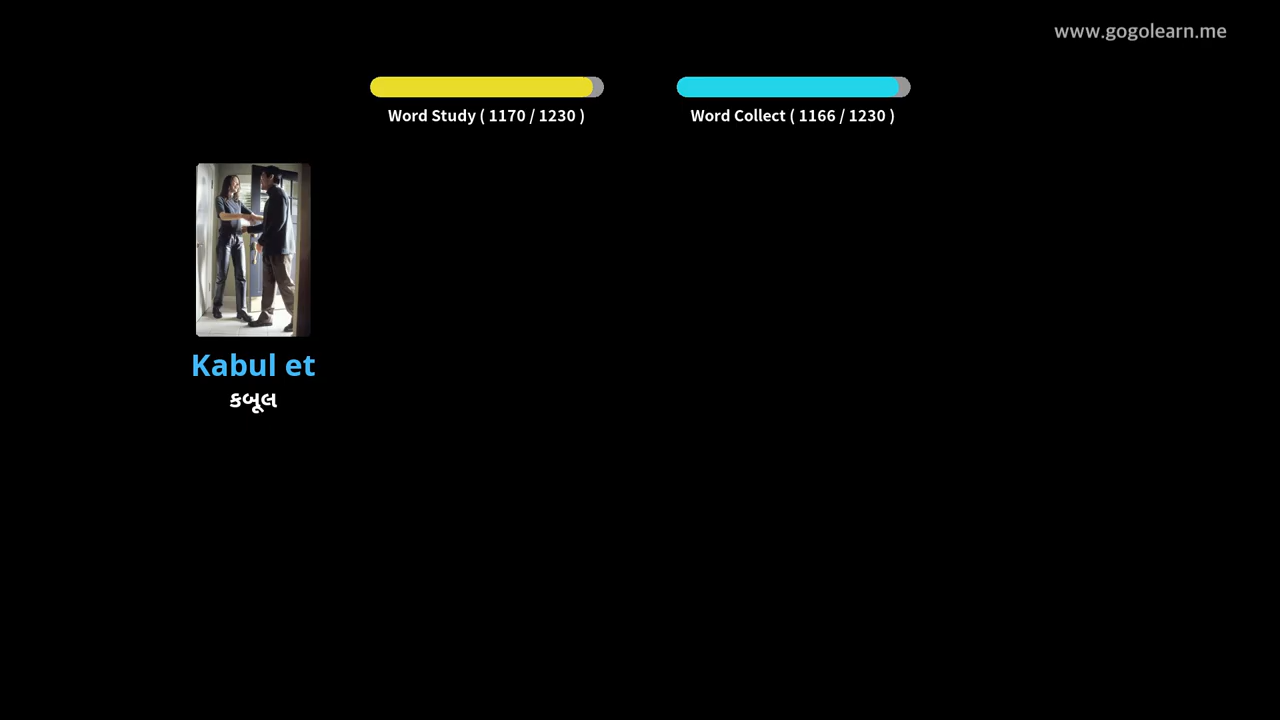 www.gogolearn.me
Word Study ( 1170 / 1230 )
Word Collect ( 1166 / 1230 )
Kabul et
કબૂલ